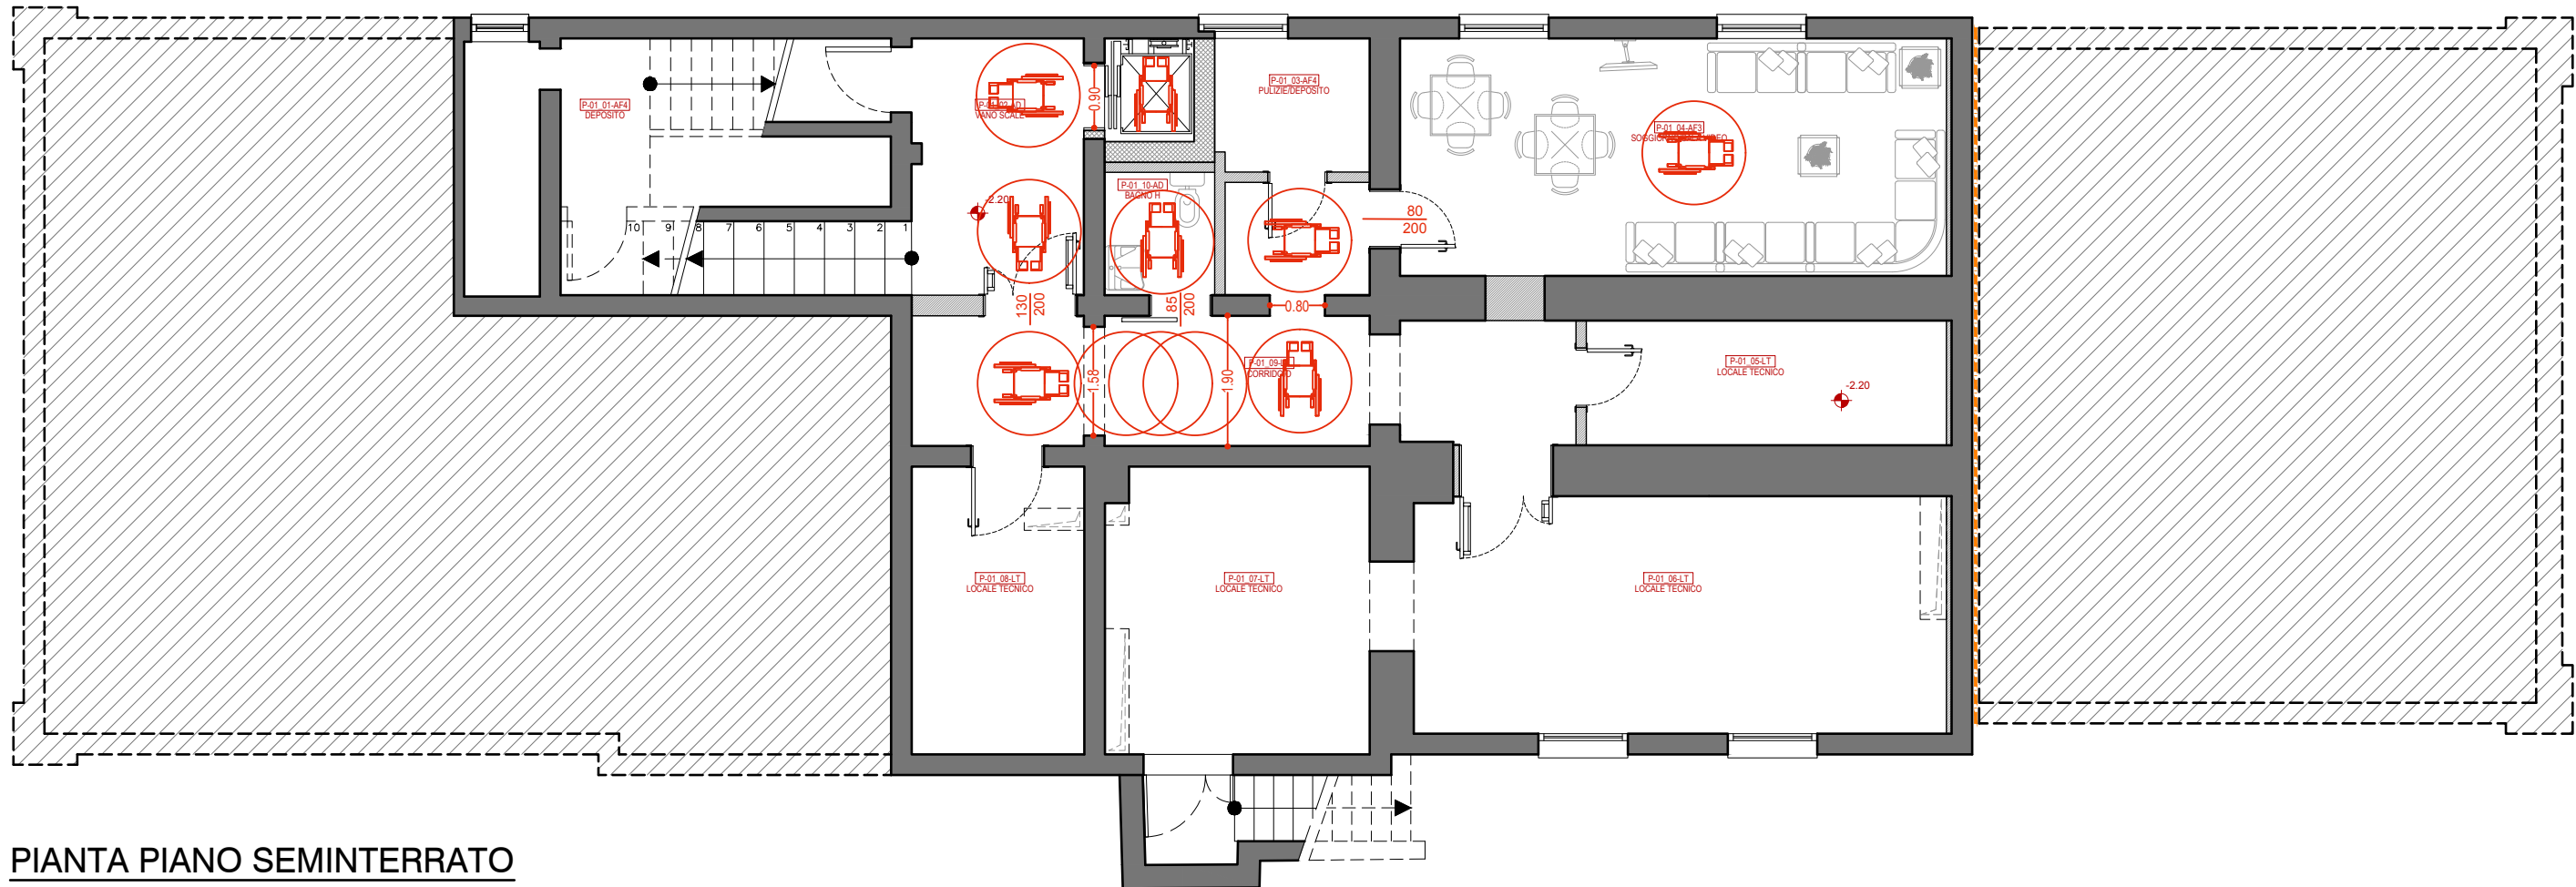 P-01_01-AF4
DEPOSITO
VANO SCALE
0.90
P-01_03-AF4
PULIZIE/DEPOSITO
P-01_04-AF3
P-01_10-AD
BAGNO H
-2.20
80
200
10 9 8 7 6 5 4 3 2 1
130
200
85
200
0.80
1.58
1.90
CORRIDOIO
P-01_05-LT
LOCALE TECNICO
-2.20
P-01_08-LT
LOCALE TECNICO
P-01_07-LT
LOCALE TECNICO
P-01_06-LT
LOCALE TECNICO
PIANTA PIANO SEMINTERRATO